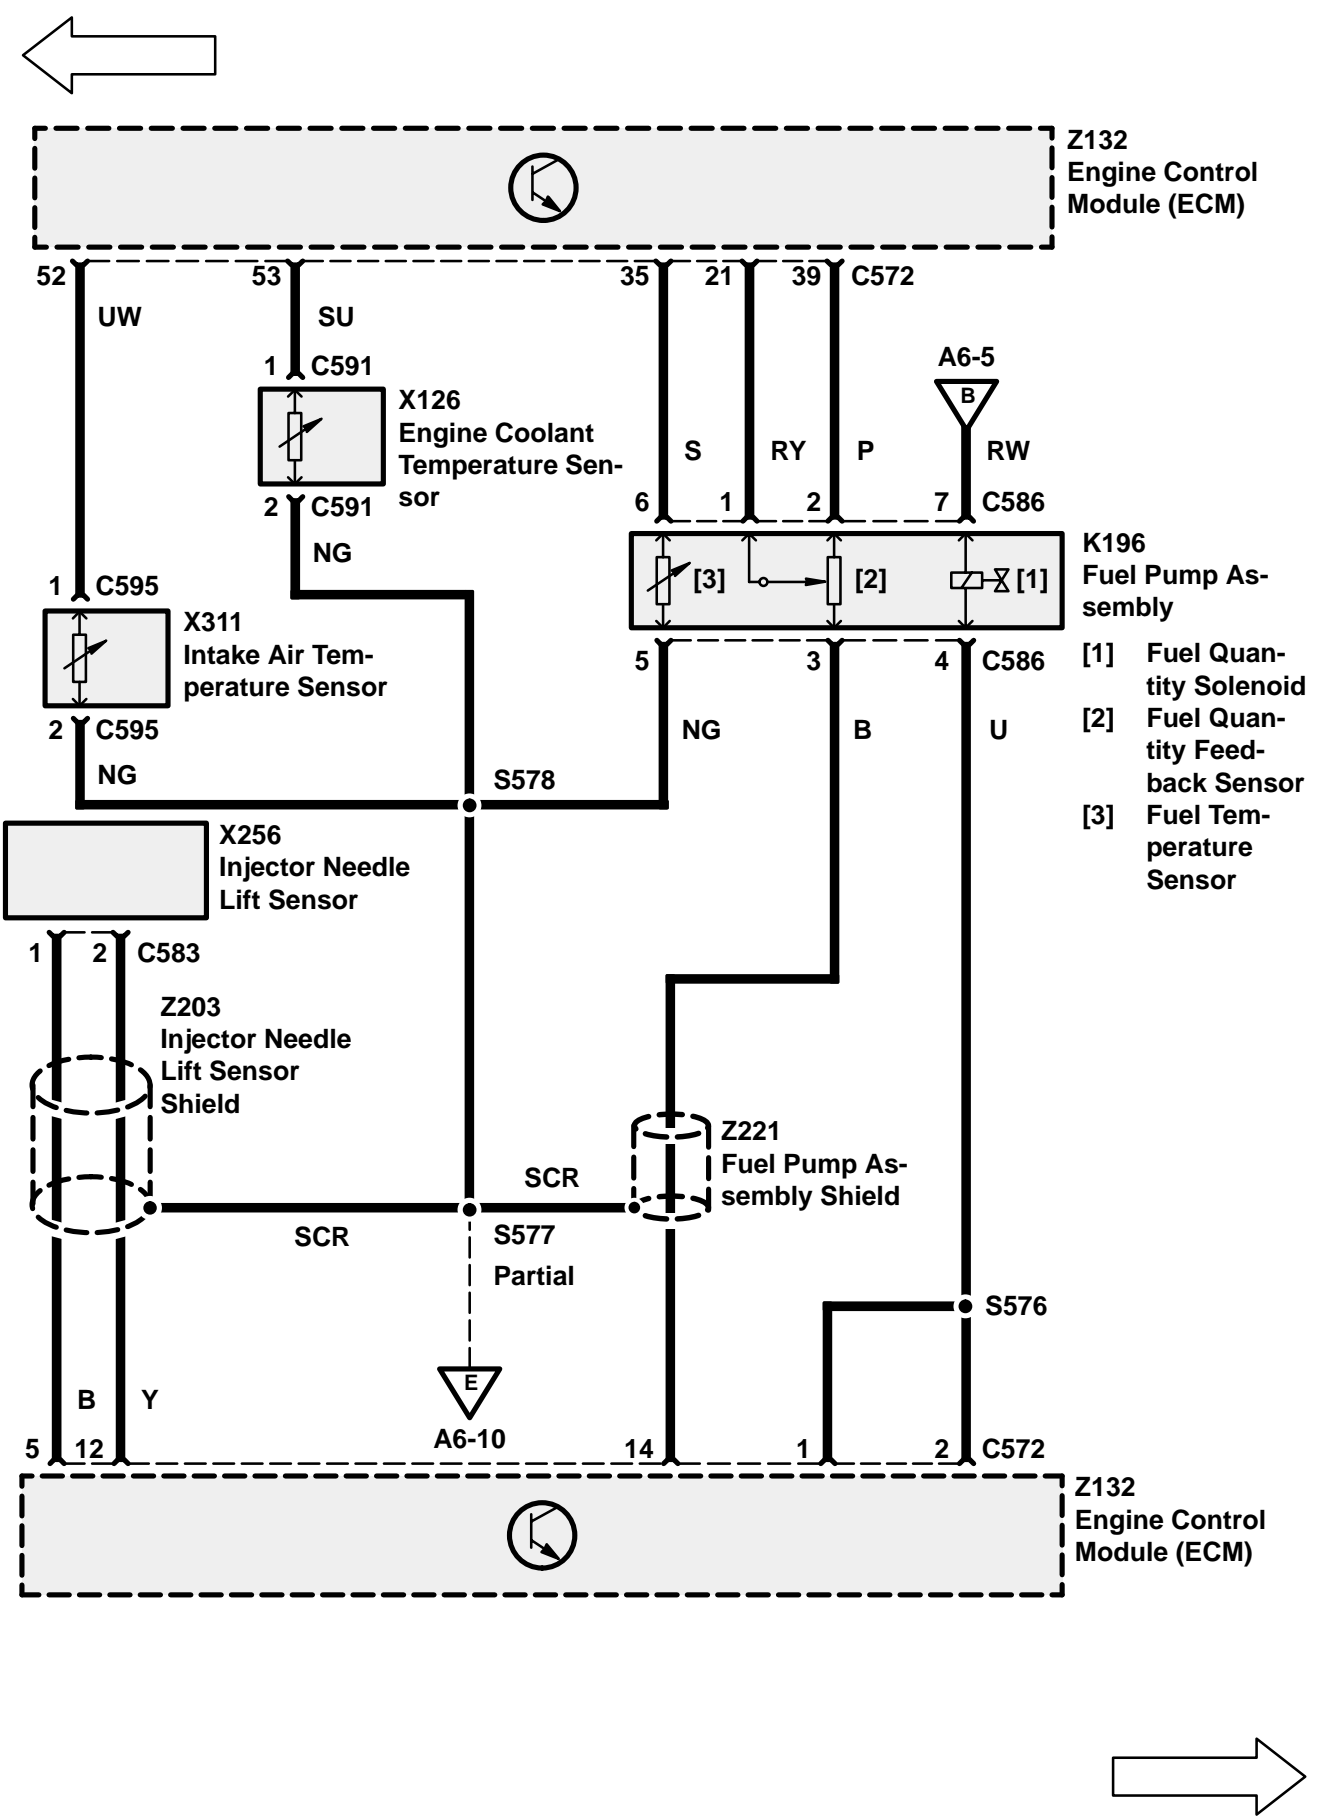 Z132
Engine Control
Module (ECM)
52 53 35 21 39 C572
UW SU
1 C591
X126
Engine Coolant
Temperature Sen-
sor
2 C591
NG
A6-5
B
S RY P RW
6 1 2 7 C586
[3] [2] [1]
K196
Fuel Pump As-
sembly
5 3 4 C586
[1] Fuel Quan-
tity Solenoid
[2] Fuel Quan-
tity Feed-
back Sensor
[3] Fuel Tem-
perature
Sensor
1 C595
X311
Intake Air Tem-
perature Sensor
2 C595
NG
NG B U
S578
X256
Injector Needle
Lift Sensor
1 2 C583
Z203
Injector Needle
Lift Sensor
Shield
Z221
Fuel Pump As-
sembly Shield
SCR
SCR
S577
Partial
S576
E
A6-10
B Y
5 12 14 1 2 C572
Z132
Engine Control
Module (ECM)